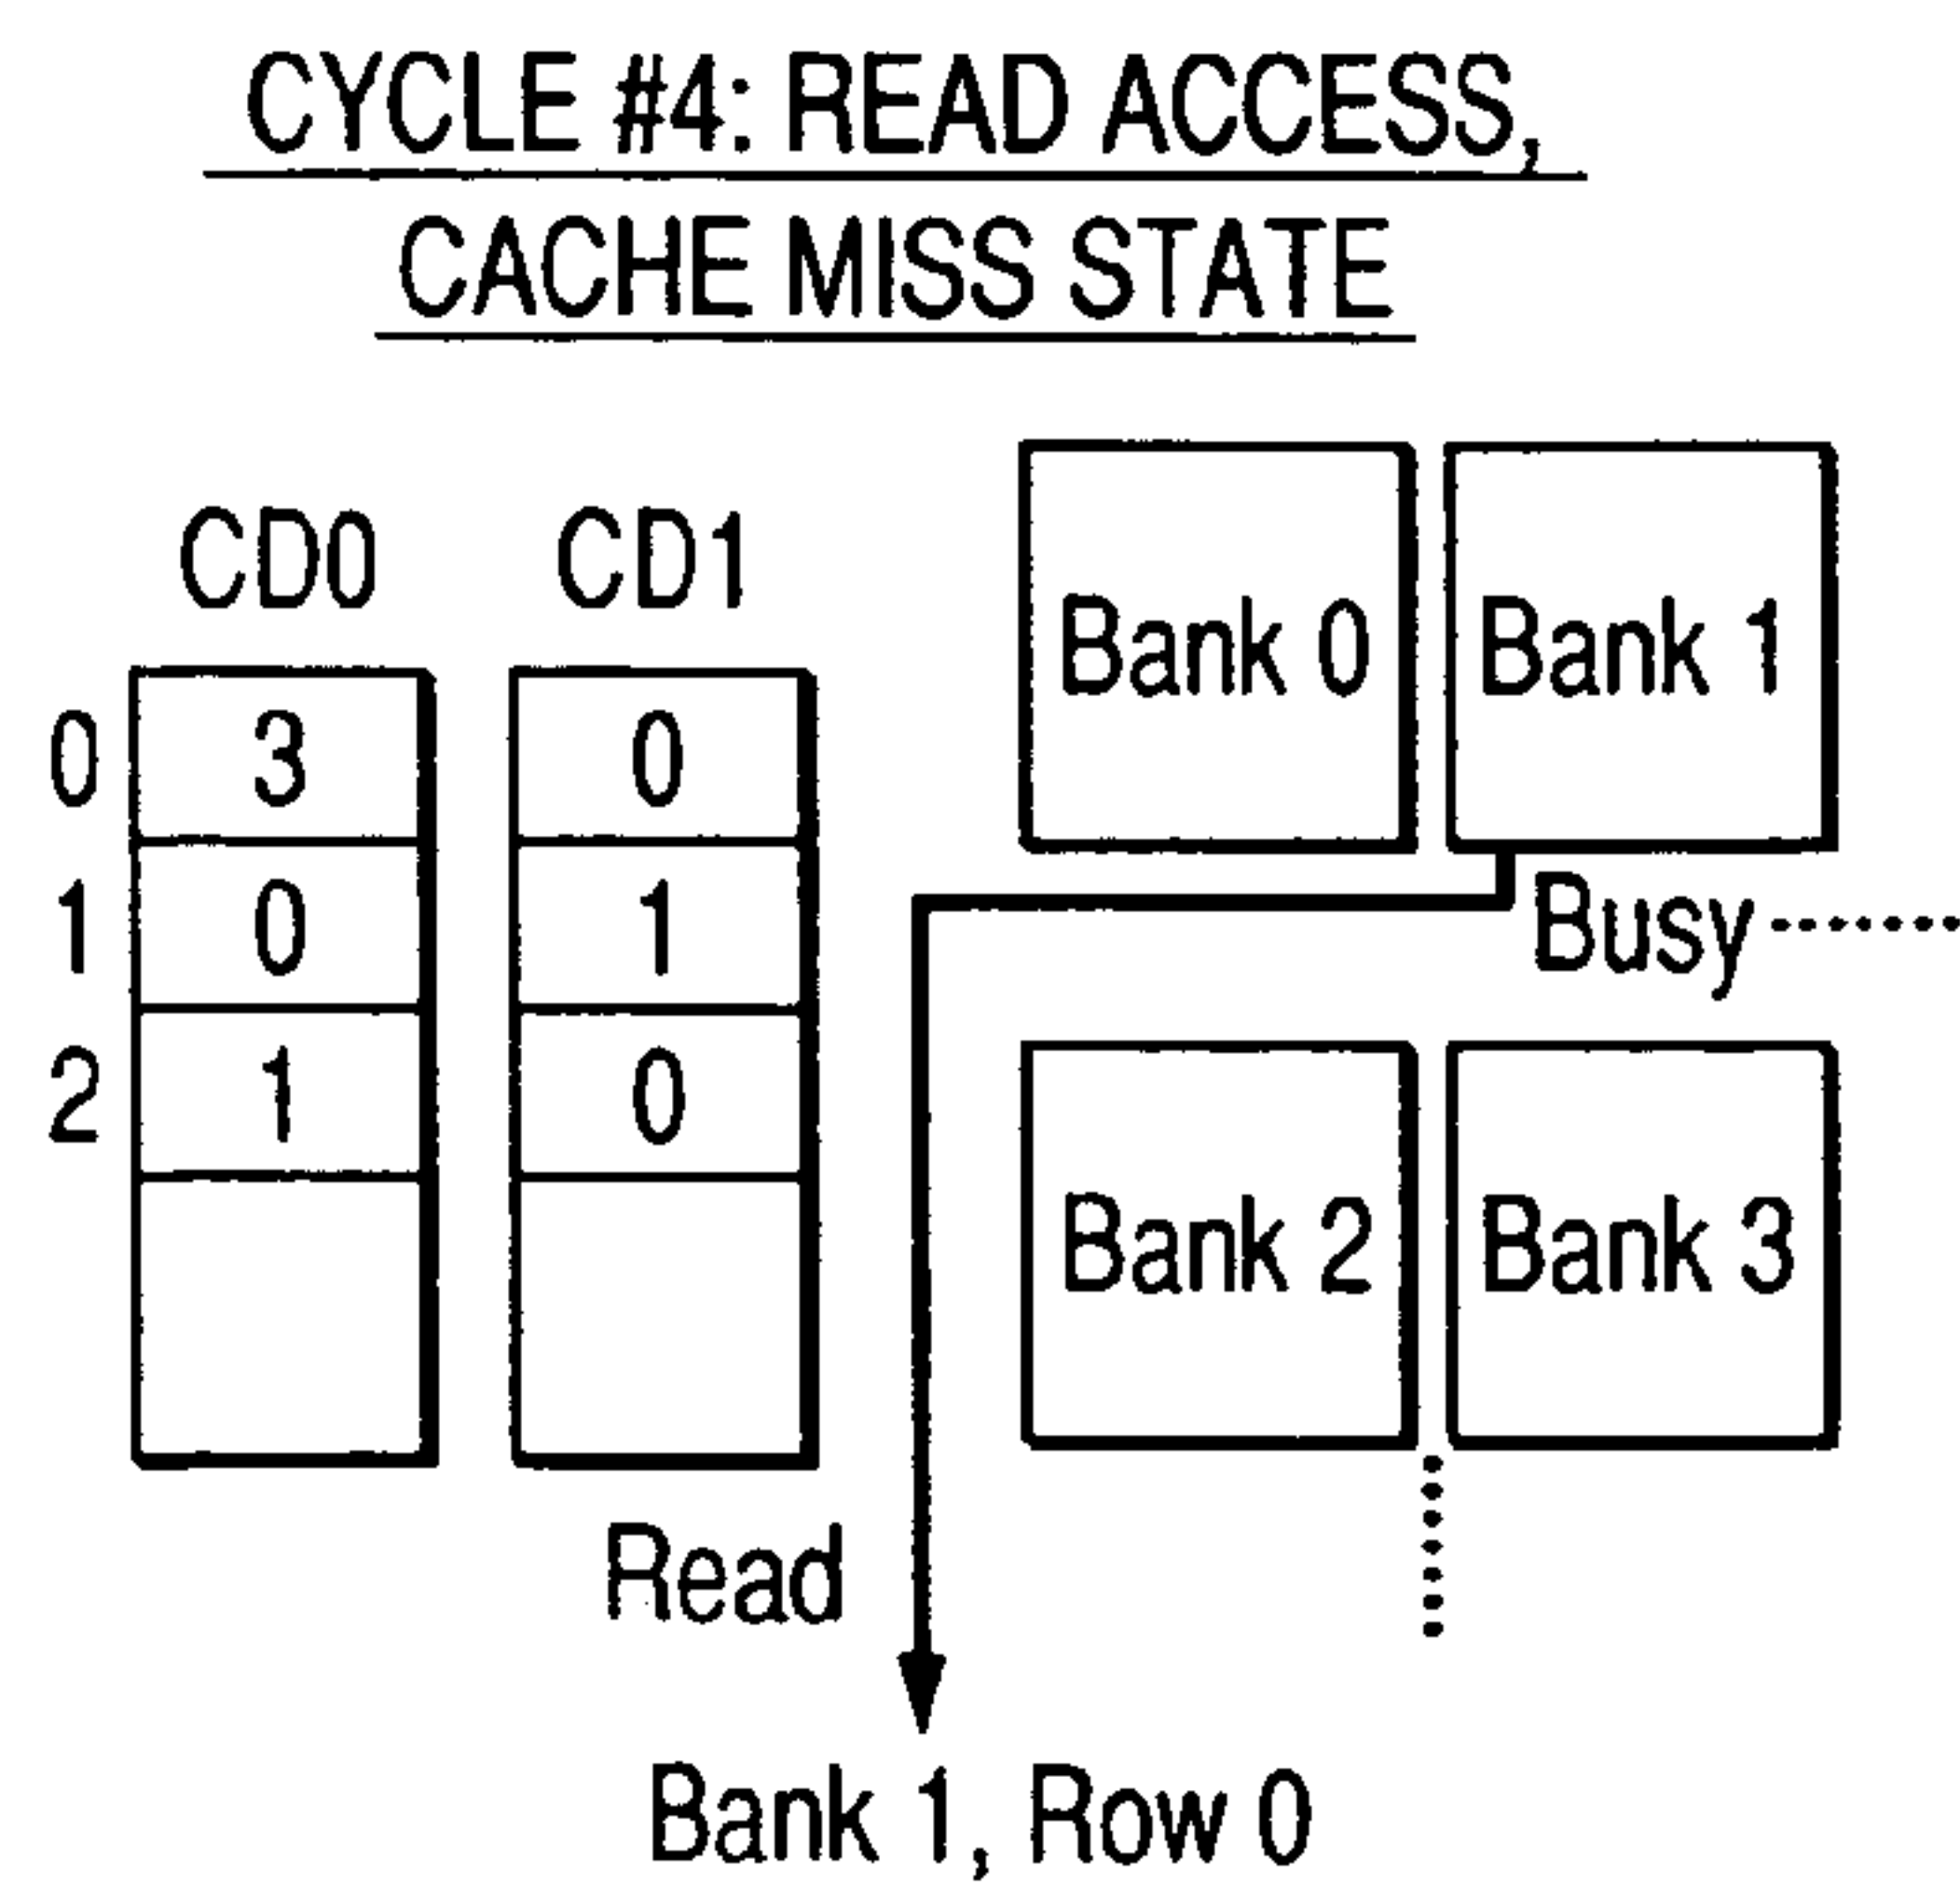 CYCLE #4: READ ACCESS,
CACHE MISS STATE
CD0 CD1
Bank 0 Bank 1
0 3 0
1 0 1
Busy
2 1 0
Bank 2 Bank 3
Read
Bank 1, Row 0